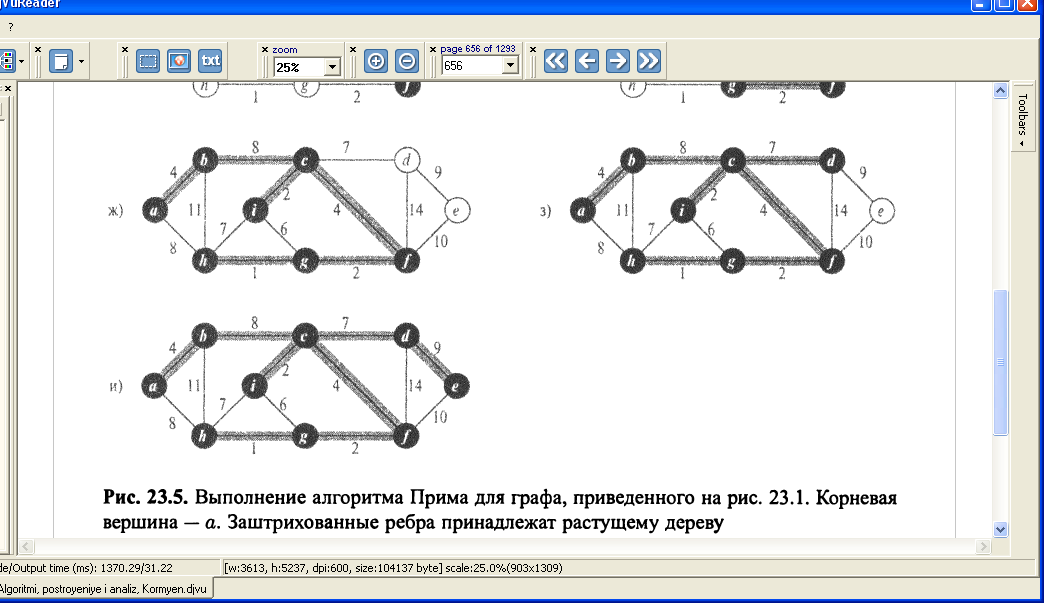 jVuReader
?
zoom
page 656 of 1293
txt
25%
656
Toolbars
h 1 g 2 f
h 1 g 2 f
ж) a b c d e f g h i 4 8 7 9 11 2 4 14 7 6 8 10 1 2
з) a b c d e f g h i 4 8 7 9 11 2 4 14 7 6 8 10 1 2
и) a b c d e f g h i 4 8 7 9 11 2 4 14 7 6 8 10 1 2
Рис. 23.5. Выполнение алгоритма Прима для графа, приведенного на рис. 23.1. Корневая
вершина — a. Заштрихованные ребра принадлежат растущему дереву
de/Output time (ms): 1370.29/31.22
[w:3613, h:5237, dpi:600, size:104137 byte] scale:25.0%(903x1309)
Algoritmi, postroyeniye i analiz, Kormyen.djvu